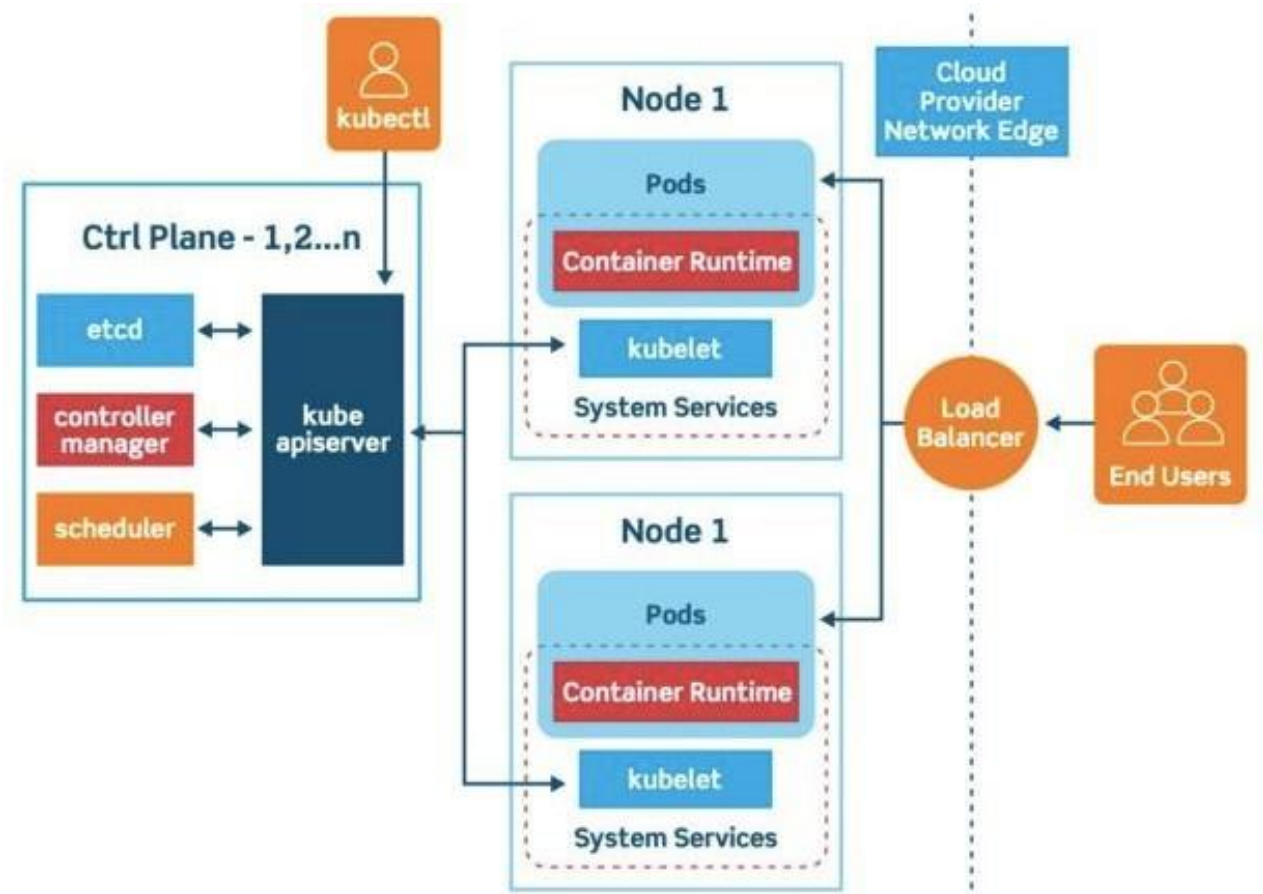 kubectl
Ctrl Plane - 1,2...n
etcd
controller
manager
scheduler
kube
apiserver
Node 1
Pods
Container Runtime
kubelet
System Services
Node 1
Pods
Container Runtime
kubelet
System Services
Cloud
Provider
Network Edge
Load
Balancer
End Users